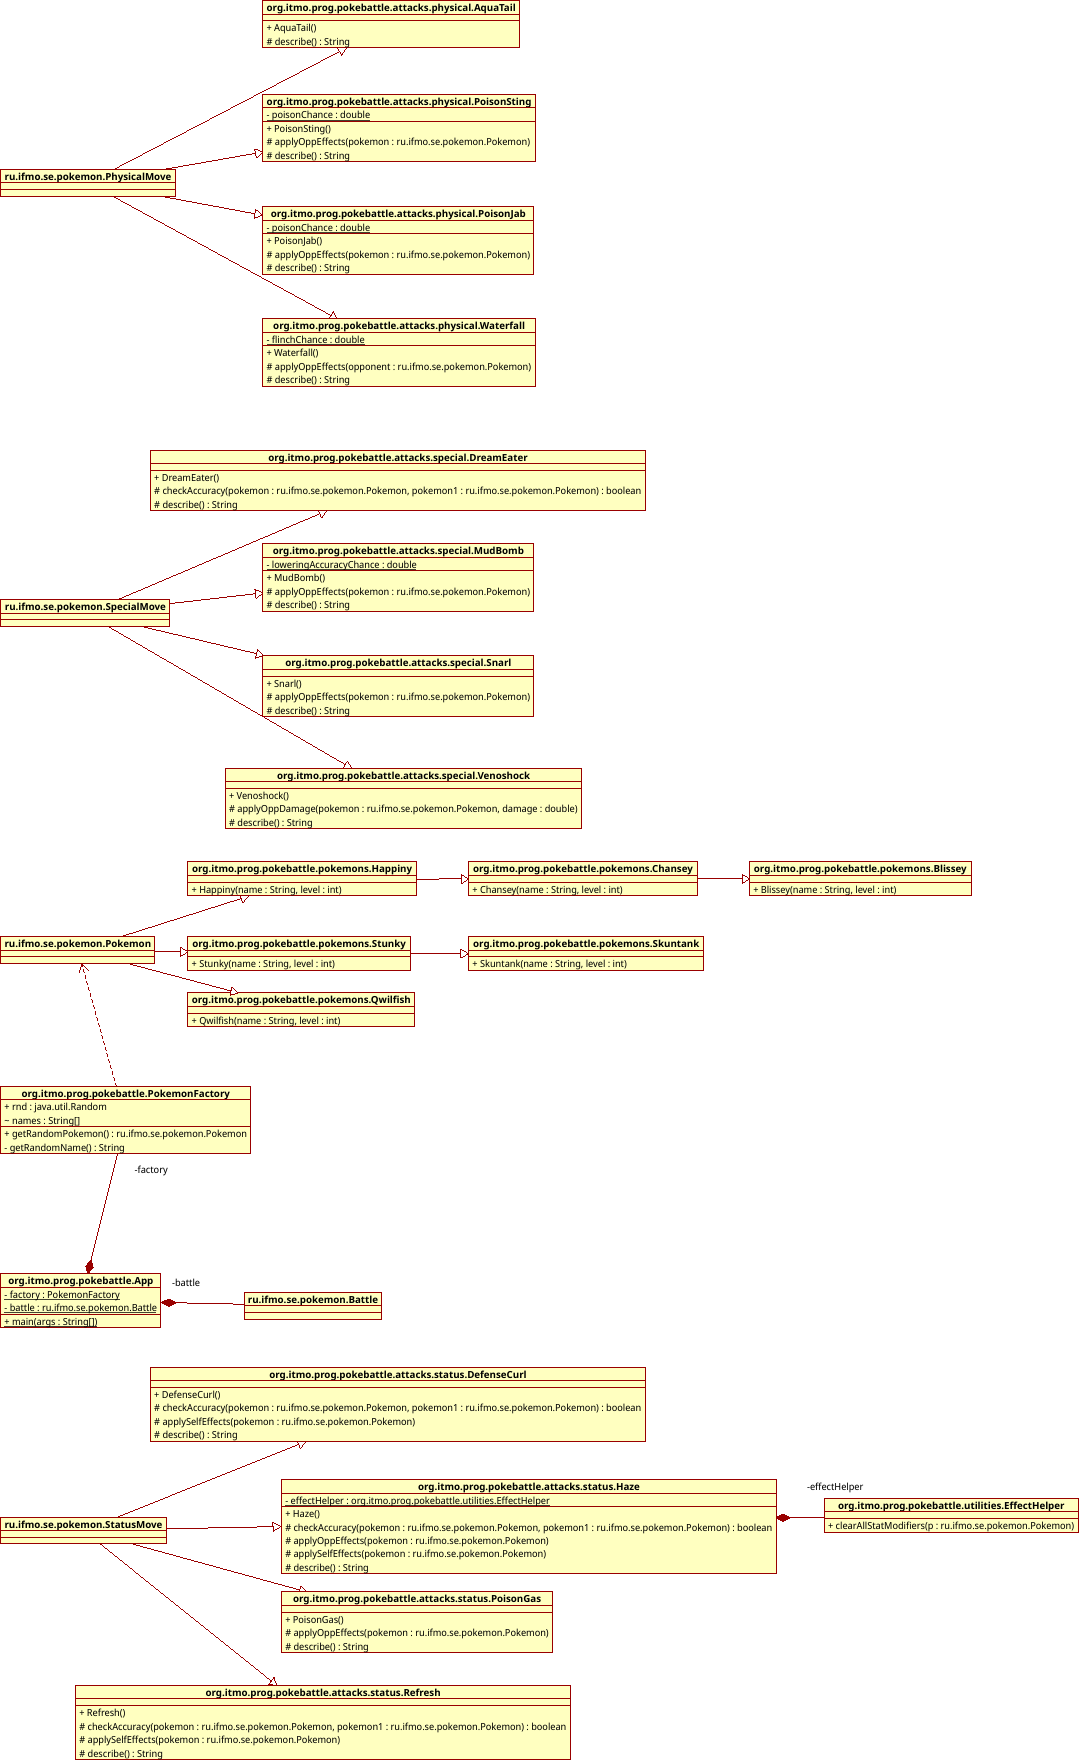 org.itmo.prog.pokebattle.attacks.physical.AquaTail
+ AquaTail()
# describe() : String
org.itmo.prog.pokebattle.attacks.physical.PoisonSting
- poisonChance : double
+ PoisonSting()
# applyOppEffects(pokemon : ru.ifmo.se.pokemon.Pokemon)
# describe() : String
ru.ifmo.se.pokemon.PhysicalMove
org.itmo.prog.pokebattle.attacks.physical.PoisonJab
- poisonChance : double
+ PoisonJab()
# applyOppEffects(pokemon : ru.ifmo.se.pokemon.Pokemon)
# describe() : String
org.itmo.prog.pokebattle.attacks.physical.Waterfall
- flinchChance : double
+ Waterfall()
# applyOppEffects(opponent : ru.ifmo.se.pokemon.Pokemon)
# describe() : String
org.itmo.prog.pokebattle.attacks.special.DreamEater
+ DreamEater()
# checkAccuracy(pokemon : ru.ifmo.se.pokemon.Pokemon, pokemon1 : ru.ifmo.se.pokemon.Pokemon) : boolean
# describe() : String
org.itmo.prog.pokebattle.attacks.special.MudBomb
- loweringAccuracyChance : double
+ MudBomb()
# applyOppEffects(pokemon : ru.ifmo.se.pokemon.Pokemon)
# describe() : String
ru.ifmo.se.pokemon.SpecialMove
org.itmo.prog.pokebattle.attacks.special.Snarl
+ Snarl()
# applyOppEffects(pokemon : ru.ifmo.se.pokemon.Pokemon)
# describe() : String
org.itmo.prog.pokebattle.attacks.special.Venoshock
+ Venoshock()
# applyOppDamage(pokemon : ru.ifmo.se.pokemon.Pokemon, damage : double)
# describe() : String
org.itmo.prog.pokebattle.pokemons.Happiny
+ Happiny(name : String, level : int)
org.itmo.prog.pokebattle.pokemons.Chansey
+ Chansey(name : String, level : int)
org.itmo.prog.pokebattle.pokemons.Blissey
+ Blissey(name : String, level : int)
ru.ifmo.se.pokemon.Pokemon
org.itmo.prog.pokebattle.pokemons.Stunky
+ Stunky(name : String, level : int)
org.itmo.prog.pokebattle.pokemons.Skuntank
+ Skuntank(name : String, level : int)
org.itmo.prog.pokebattle.pokemons.Qwilfish
+ Qwilfish(name : String, level : int)
org.itmo.prog.pokebattle.PokemonFactory
+ rnd : java.util.Random
~ names : String[]
+ getRandomPokemon() : ru.ifmo.se.pokemon.Pokemon
- getRandomName() : String
-factory
org.itmo.prog.pokebattle.App
- factory : PokemonFactory
- battle : ru.ifmo.se.pokemon.Battle
+ main(args : String[])
-battle
ru.ifmo.se.pokemon.Battle
org.itmo.prog.pokebattle.attacks.status.DefenseCurl
+ DefenseCurl()
# checkAccuracy(pokemon : ru.ifmo.se.pokemon.Pokemon, pokemon1 : ru.ifmo.se.pokemon.Pokemon) : boolean
# applySelfEffects(pokemon : ru.ifmo.se.pokemon.Pokemon)
# describe() : String
org.itmo.prog.pokebattle.attacks.status.Haze
- effectHelper : org.itmo.prog.pokebattle.utilities.EffectHelper
+ Haze()
# checkAccuracy(pokemon : ru.ifmo.se.pokemon.Pokemon, pokemon1 : ru.ifmo.se.pokemon.Pokemon) : boolean
# applyOppEffects(pokemon : ru.ifmo.se.pokemon.Pokemon)
# applySelfEffects(pokemon : ru.ifmo.se.pokemon.Pokemon)
# describe() : String
-effectHelper
org.itmo.prog.pokebattle.utilities.EffectHelper
+ clearAllStatModifiers(p : ru.ifmo.se.pokemon.Pokemon)
ru.ifmo.se.pokemon.StatusMove
org.itmo.prog.pokebattle.attacks.status.PoisonGas
+ PoisonGas()
# applyOppEffects(pokemon : ru.ifmo.se.pokemon.Pokemon)
# describe() : String
org.itmo.prog.pokebattle.attacks.status.Refresh
+ Refresh()
# checkAccuracy(pokemon : ru.ifmo.se.pokemon.Pokemon, pokemon1 : ru.ifmo.se.pokemon.Pokemon) : boolean
# applySelfEffects(pokemon : ru.ifmo.se.pokemon.Pokemon)
# describe() : String